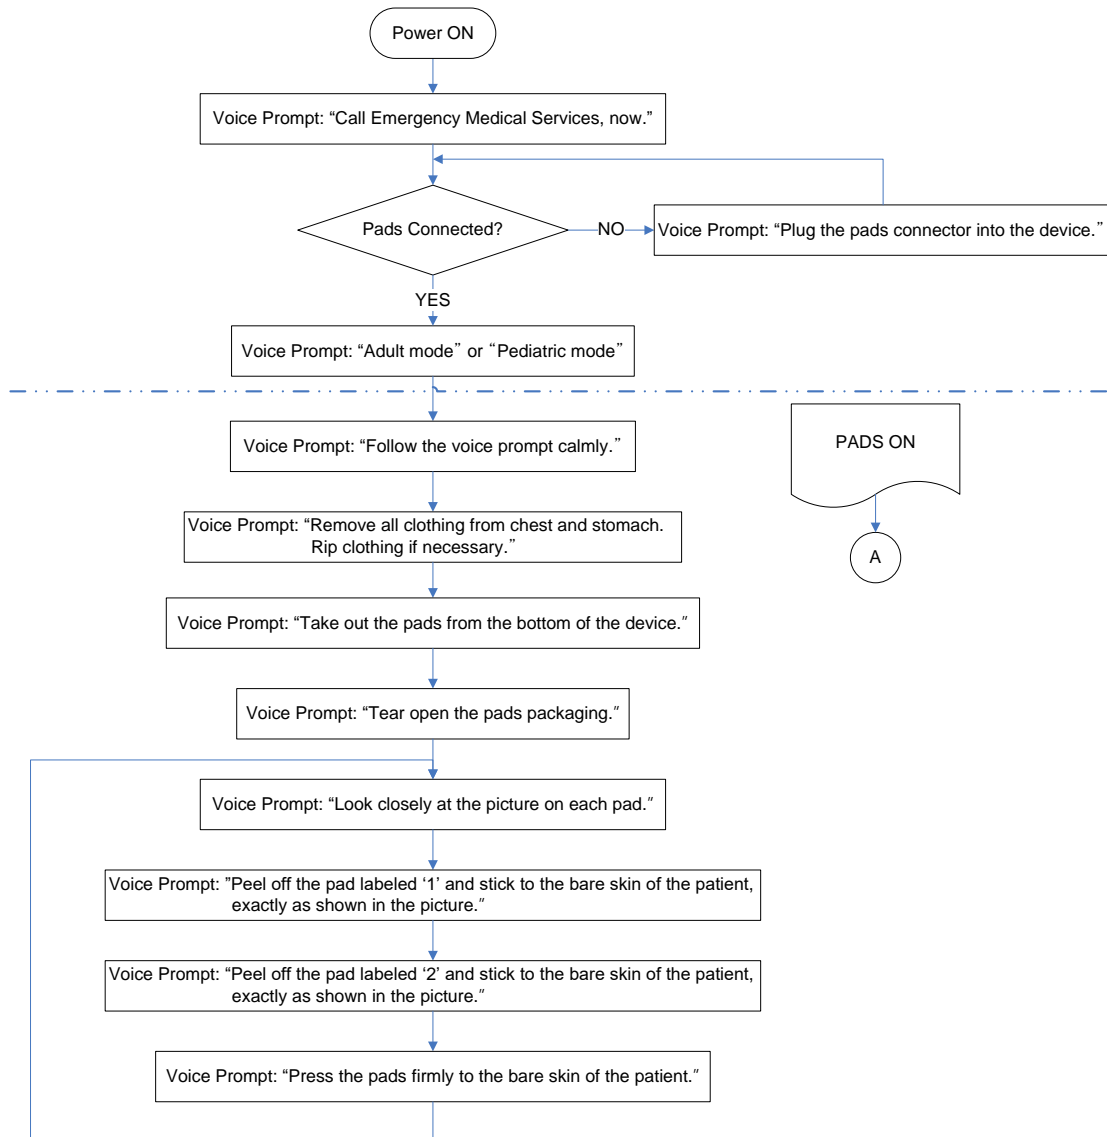 Power ON
Voice Prompt: “Call Emergency Medical Services, now.”
Pads Connected?
NO
Voice Prompt: “Plug the pads connector into the device.”
YES
Voice Prompt: “Adult mode” or “Pediatric mode”
Voice Prompt: “Follow the voice prompt calmly.”
PADS ON
Voice Prompt: “Remove all clothing from chest and stomach.
Rip clothing if necessary.”
A
Voice Prompt: “Take out the pads from the bottom of the device.”
Voice Prompt: “Tear open the pads packaging.”
Voice Prompt: “Look closely at the picture on each pad.”
Voice Prompt: ”Peel off the pad labeled ‘1’ and stick to the bare skin of the patient,
exactly as shown in the picture.”
Voice Prompt: “Peel off the pad labeled ‘2’ and stick to the bare skin of the patient,
exactly as shown in the picture.”
Voice Prompt: “Press the pads firmly to the bare skin of the patient.”